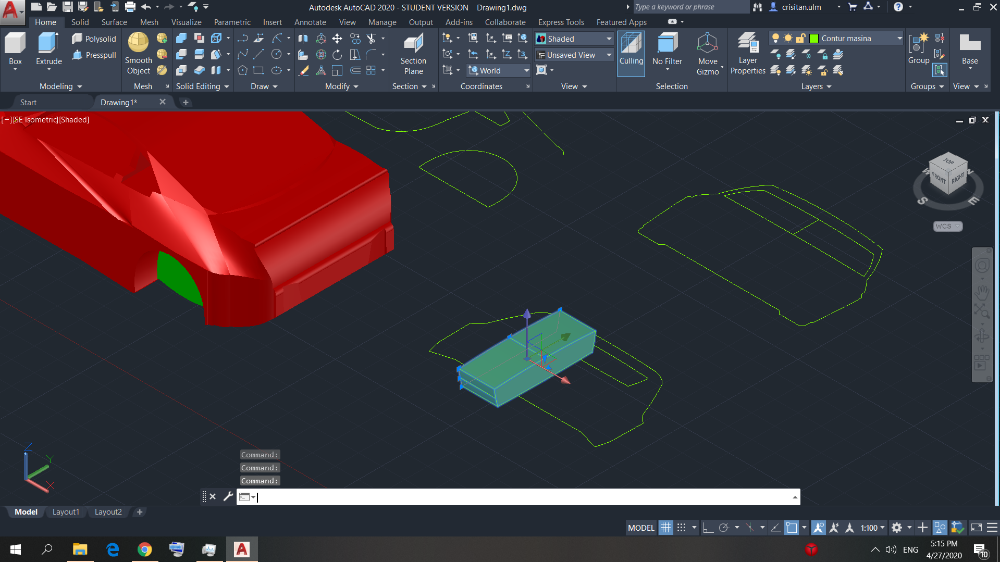 Autodesk AutoCAD 2020 - STUDENT VERSION Drawing1.dwg
Type a keyword or phrase
crisitan.ulm
Home Solid Surface Mesh Visualize Parametric Insert Annotate View Manage Output Add-ins Collaborate Express Tools Featured Apps
Box
Extrude
Polysolid
Presspull
Smooth
Object
Section
Plane
Shaded
Unsaved View
World
Culling
No Filter
Move
Gizmo
Layer
Properties
Contur masina
Group
Base
Modeling Mesh Solid Editing Draw Modify Section Coordinates View Selection Layers Groups View
Start
Drawing1*
[−][SE Isometric][Shaded]
TOP
FRONT
RIGHT
W
N
S
E
WCS
Z
Y
X
Command:
Command:
Command:
Model Layout1 Layout2
MODEL
1:100
ENG
5:15 PM
4/27/2020
10